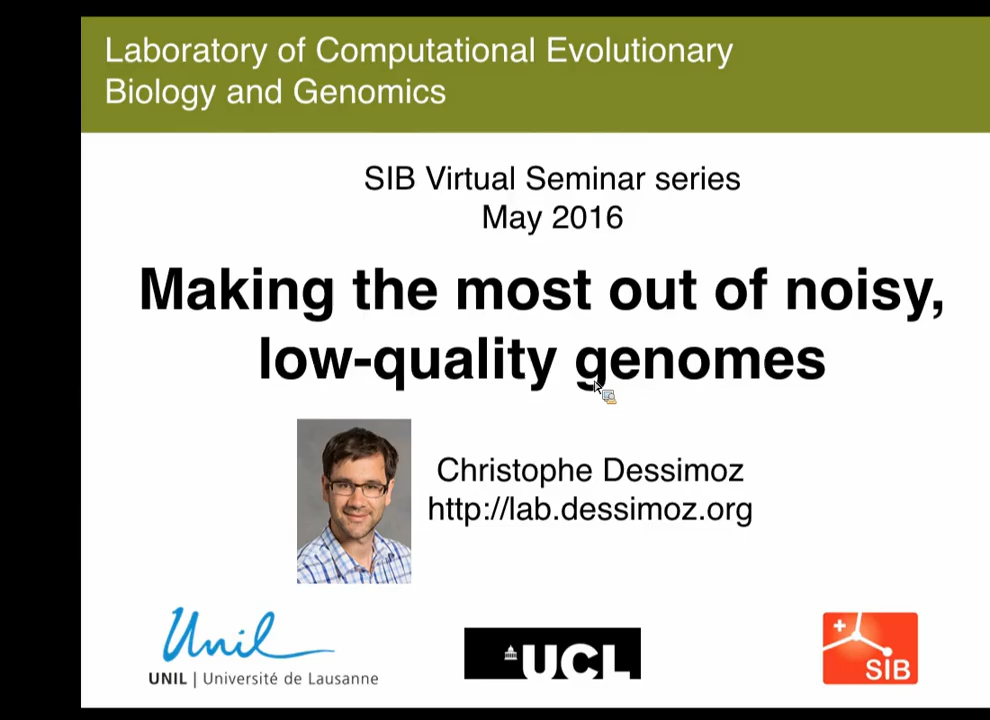 Laboratory of Computational Evolutionary
Biology and Genomics
SIB Virtual Seminar series
May 2016
Making the most out of noisy,
low-quality genomes
Christophe Dessimoz
http://lab.dessimoz.org
Unil
UNIL | Université de Lausanne
UCL
SIB